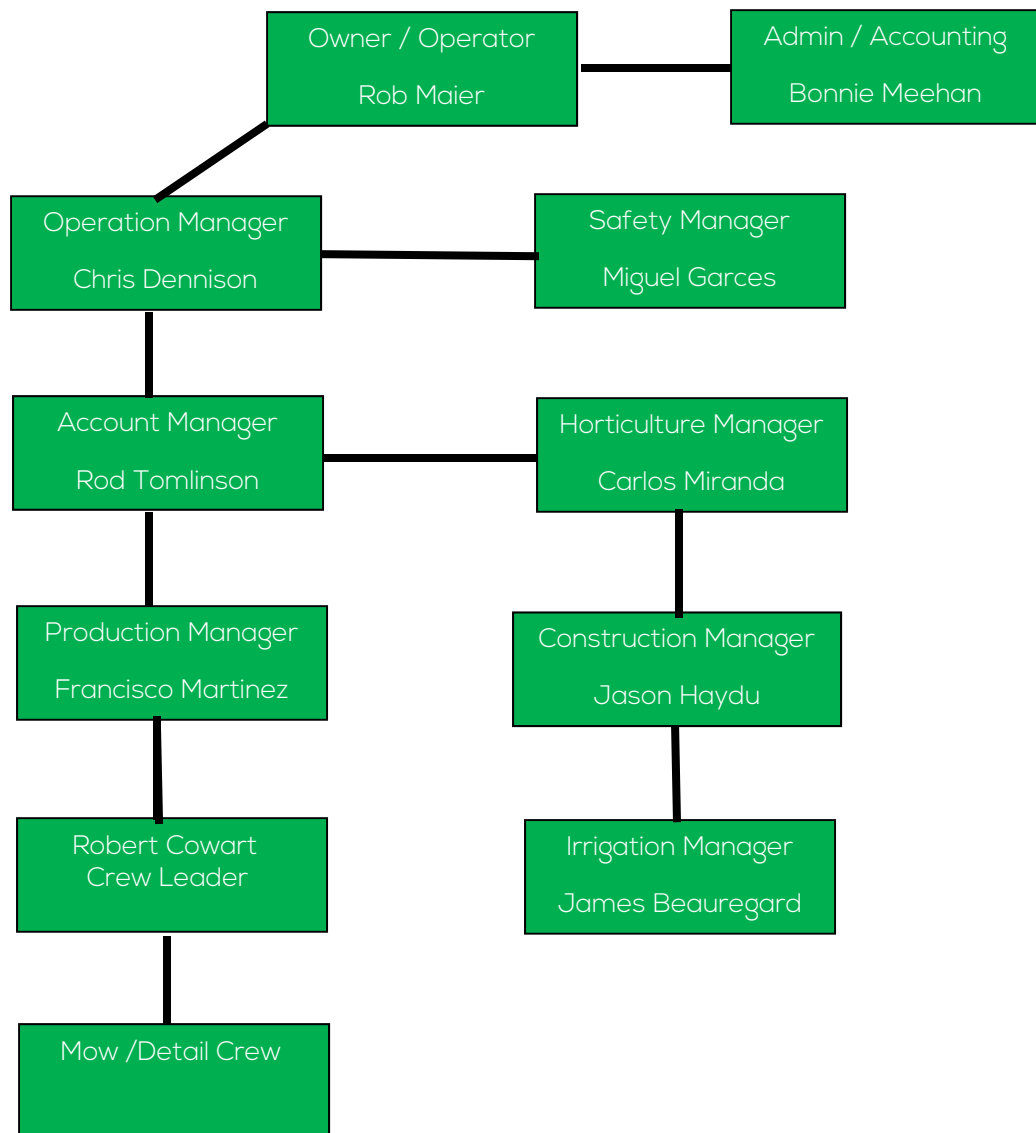 Owner / Operator
Rob Maier
Admin / Accounting
Bonnie Meehan
Operation Manager
Chris Dennison
Safety Manager
Miguel Garces
Account Manager
Rod Tomlinson
Horticulture Manager
Carlos Miranda
Production Manager
Francisco Martinez
Construction Manager
Jason Haydu
Robert Cowart
Crew Leader
Irrigation Manager
James Beauregard
Mow /Detail Crew